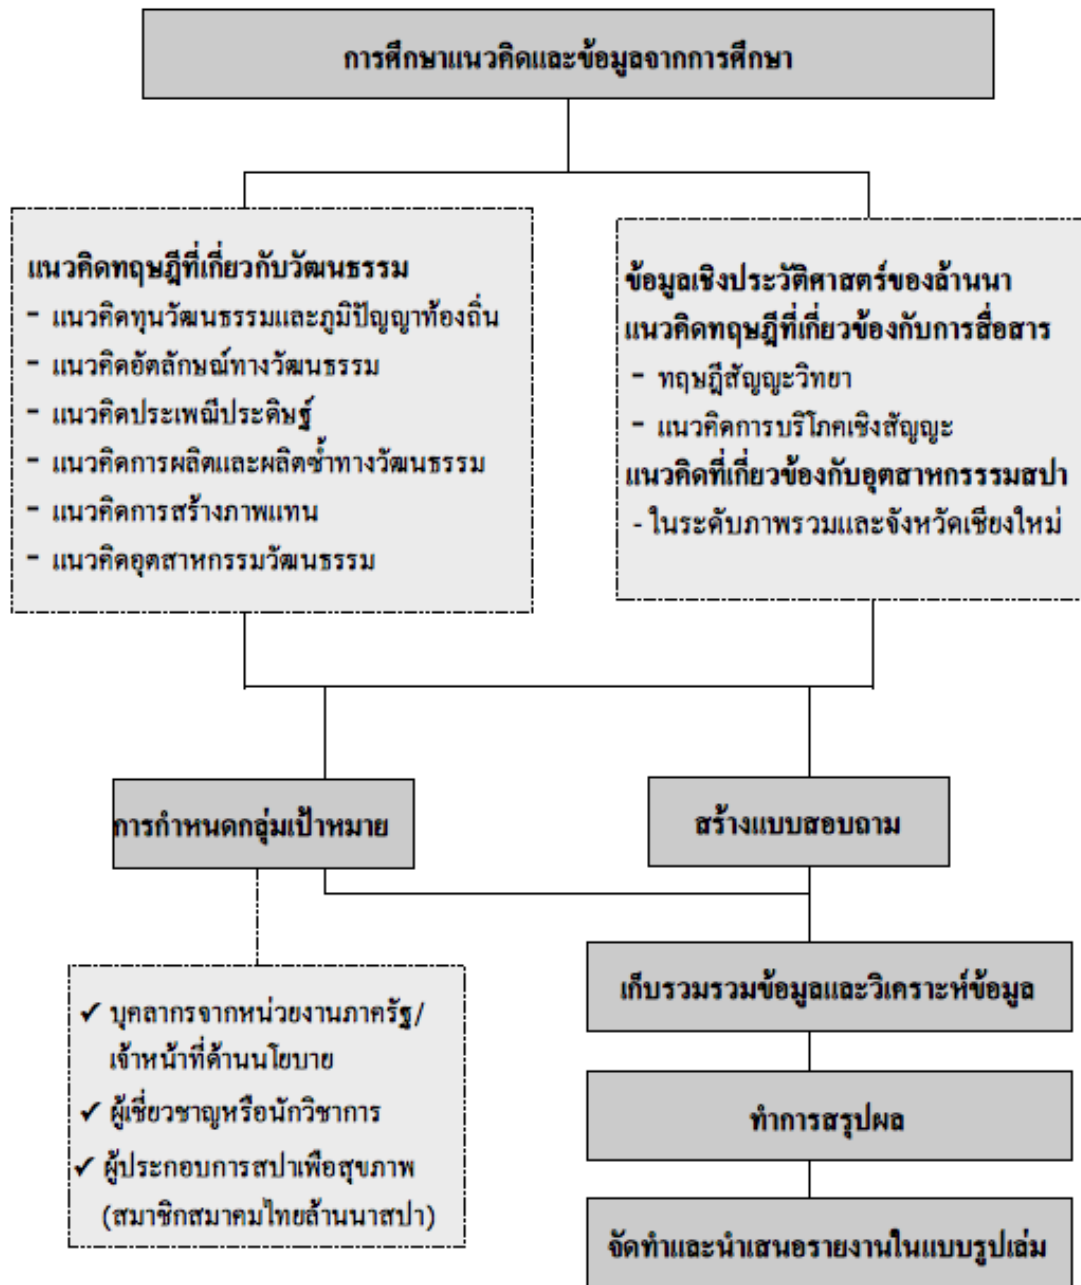 การศึกษาแนวคิดและข้อมูลจากการศึกษา
แนวคิดทฤษฎีที่เกี่ยวกับวัฒนธรรม
- แนวคิดทุนวัฒนธรรมและภูมิปัญญาท้องถิ่น
- แนวคิดอัตลักษณ์ทางวัฒนธรรม
- แนวคิดประเพณีประดิษฐ์
- แนวคิดการผลิตและผลิตซ้ำทางวัฒนธรรม
- แนวคิดการสร้างภาพแทน
- แนวคิดอุตสาหกรรมวัฒนธรรม
ข้อมูลเชิงประวัติศาสตร์ของล้านนา
แนวคิดทฤษฎีที่เกี่ยวข้องกับการสื่อสาร
- ทฤษฎีสัญญะวิทยา
- แนวคิดการบริโภคเชิงสัญญะ
แนวคิดที่เกี่ยวข้องกับอุตสาหกรรรมสปา
- ในระดับภาพรวมและจังหวัดเชียงใหม่
การกำหนดกลุ่มเป้าหมาย
สร้างแบบสอบถาม
✓ บุคลากรจากหน่วยงานภาครัฐ/
เจ้าหน้าที่ด้านนโยบาย
✓ ผู้เชี่ยวชาญหรือนักวิชาการ
✓ ผู้ประกอบการสปาเพื่อสุขภาพ
(สมาชิกสมาคมไทยล้านนาสปา)
เก็บรวมรวมข้อมูลและวิเคราะห์ข้อมูล
ทำการสรุปผล
จัดทำและนำเสนอรายงานในแบบรูปเล่ม